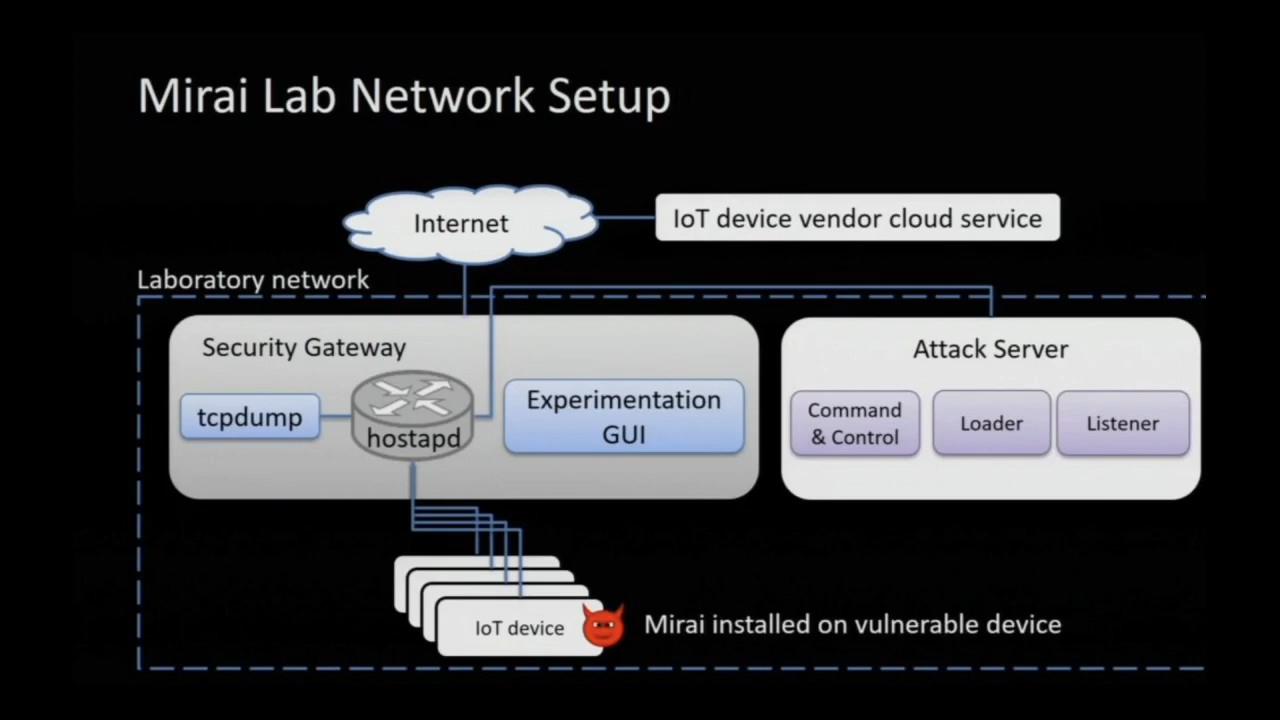 Mirai Lab Network Setup
Internet
IoT device vendor cloud service
Laboratory network
Security Gateway
tcpdump
hostapd
Experimentation
GUI
Attack Server
Command
& Control
Loader
Listener
IoT device
Mirai installed on vulnerable device